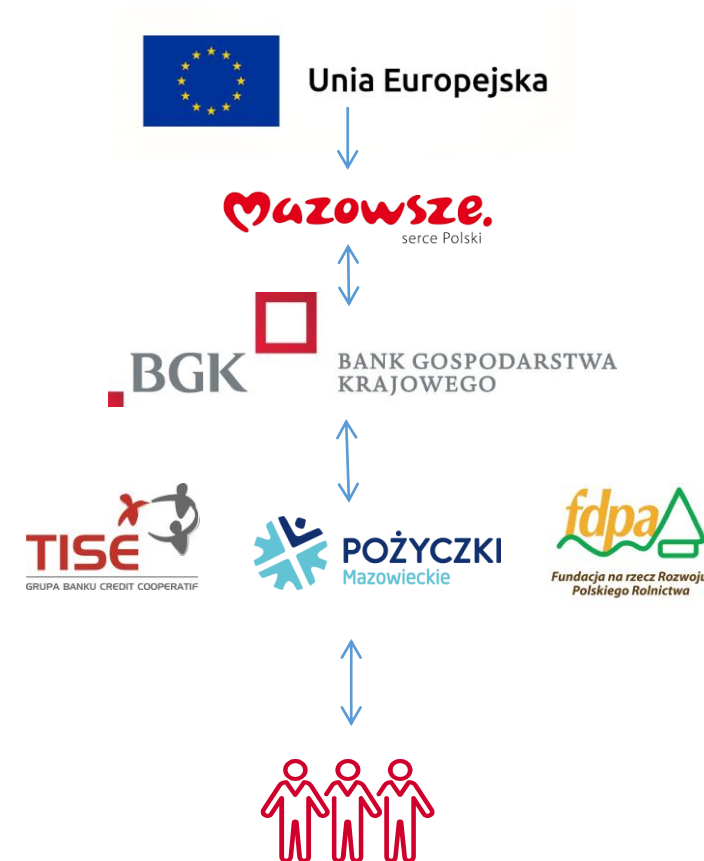 Unia Europejska
mazowsze.
serce Polski
BGK
BANK GOSPODARSTWA
KRAJOWEGO
TISE
GRUPA BANKU CREDIT COOPERATIF
POŻYCZKI
Mazowieckie
fdpa
Fundacja na rzecz Rozwoju
Polskiego Rolnictwa